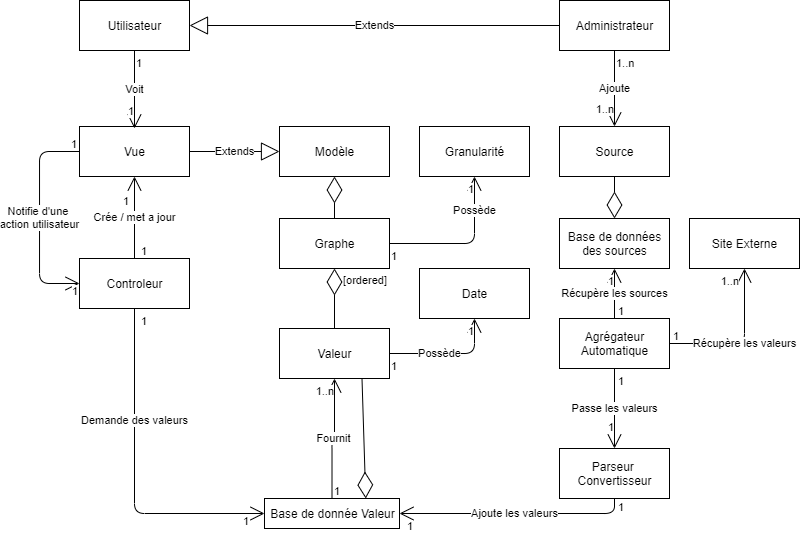 Utilisateur
Extends
Administrateur
1
Voit
1
1..n
Ajoute
1..n
1
Vue
Extends
Modèle
Granularité
Source
Notifie d'une
action utilisateur
1
Crée / met a jour
1
1
Possède
Graphe
1
Base de données
des sources
Site Externe
Controleur
1
1
[ordered]
Date
1
Récupère les sources
1
1..n
Valeur
1
Possède
1
Agrégateur
Automatique
1
Récupère les valeurs
1..n
1
Passe les valeurs
1
Demande des valeurs
Fournit
1
Parseur
Convertisseur
1
1
Base de donnée Valeur
1
Ajoute les valeurs